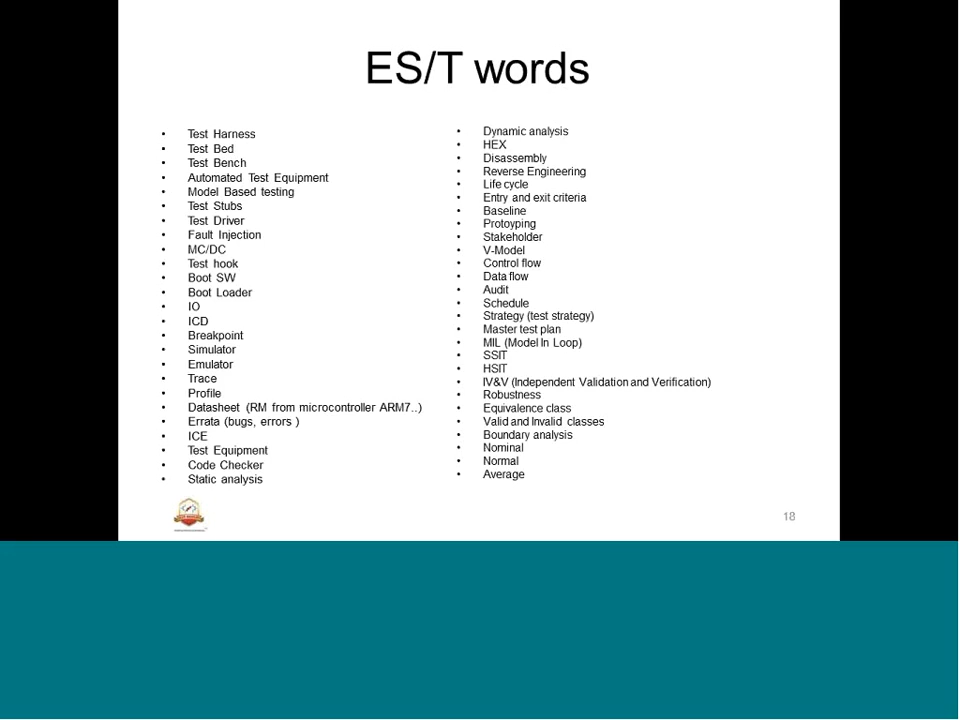 ES/T words
• Test Harness
• Test Bed
• Test Bench
• Automated Test Equipment
• Model Based testing
• Test Stubs
• Test Driver
• Fault Injection
• MC/DC
• Test hook
• Boot SW
• Boot Loader
• IO
• ICD
• Breakpoint
• Simulator
• Emulator
• Trace
• Profile
• Datasheet (RM from microcontroller ARM7..)
• Errata (bugs, errors )
• ICE
• Test Equipment
• Code Checker
• Static analysis
• Dynamic analysis
• HEX
• Disassembly
• Reverse Engineering
• Life cycle
• Entry and exit criteria
• Baseline
• Protoyping
• Stakeholder
• V-Model
• Control flow
• Data flow
• Audit
• Schedule
• Strategy (test strategy)
• Master test plan
• MIL (Model In Loop)
• SSIT
• HSIT
• IV&V (Independent Validation and Verification)
• Robustness
• Equivalence class
• Valid and Invalid classes
• Boundary analysis
• Nominal
• Normal
• Average
18